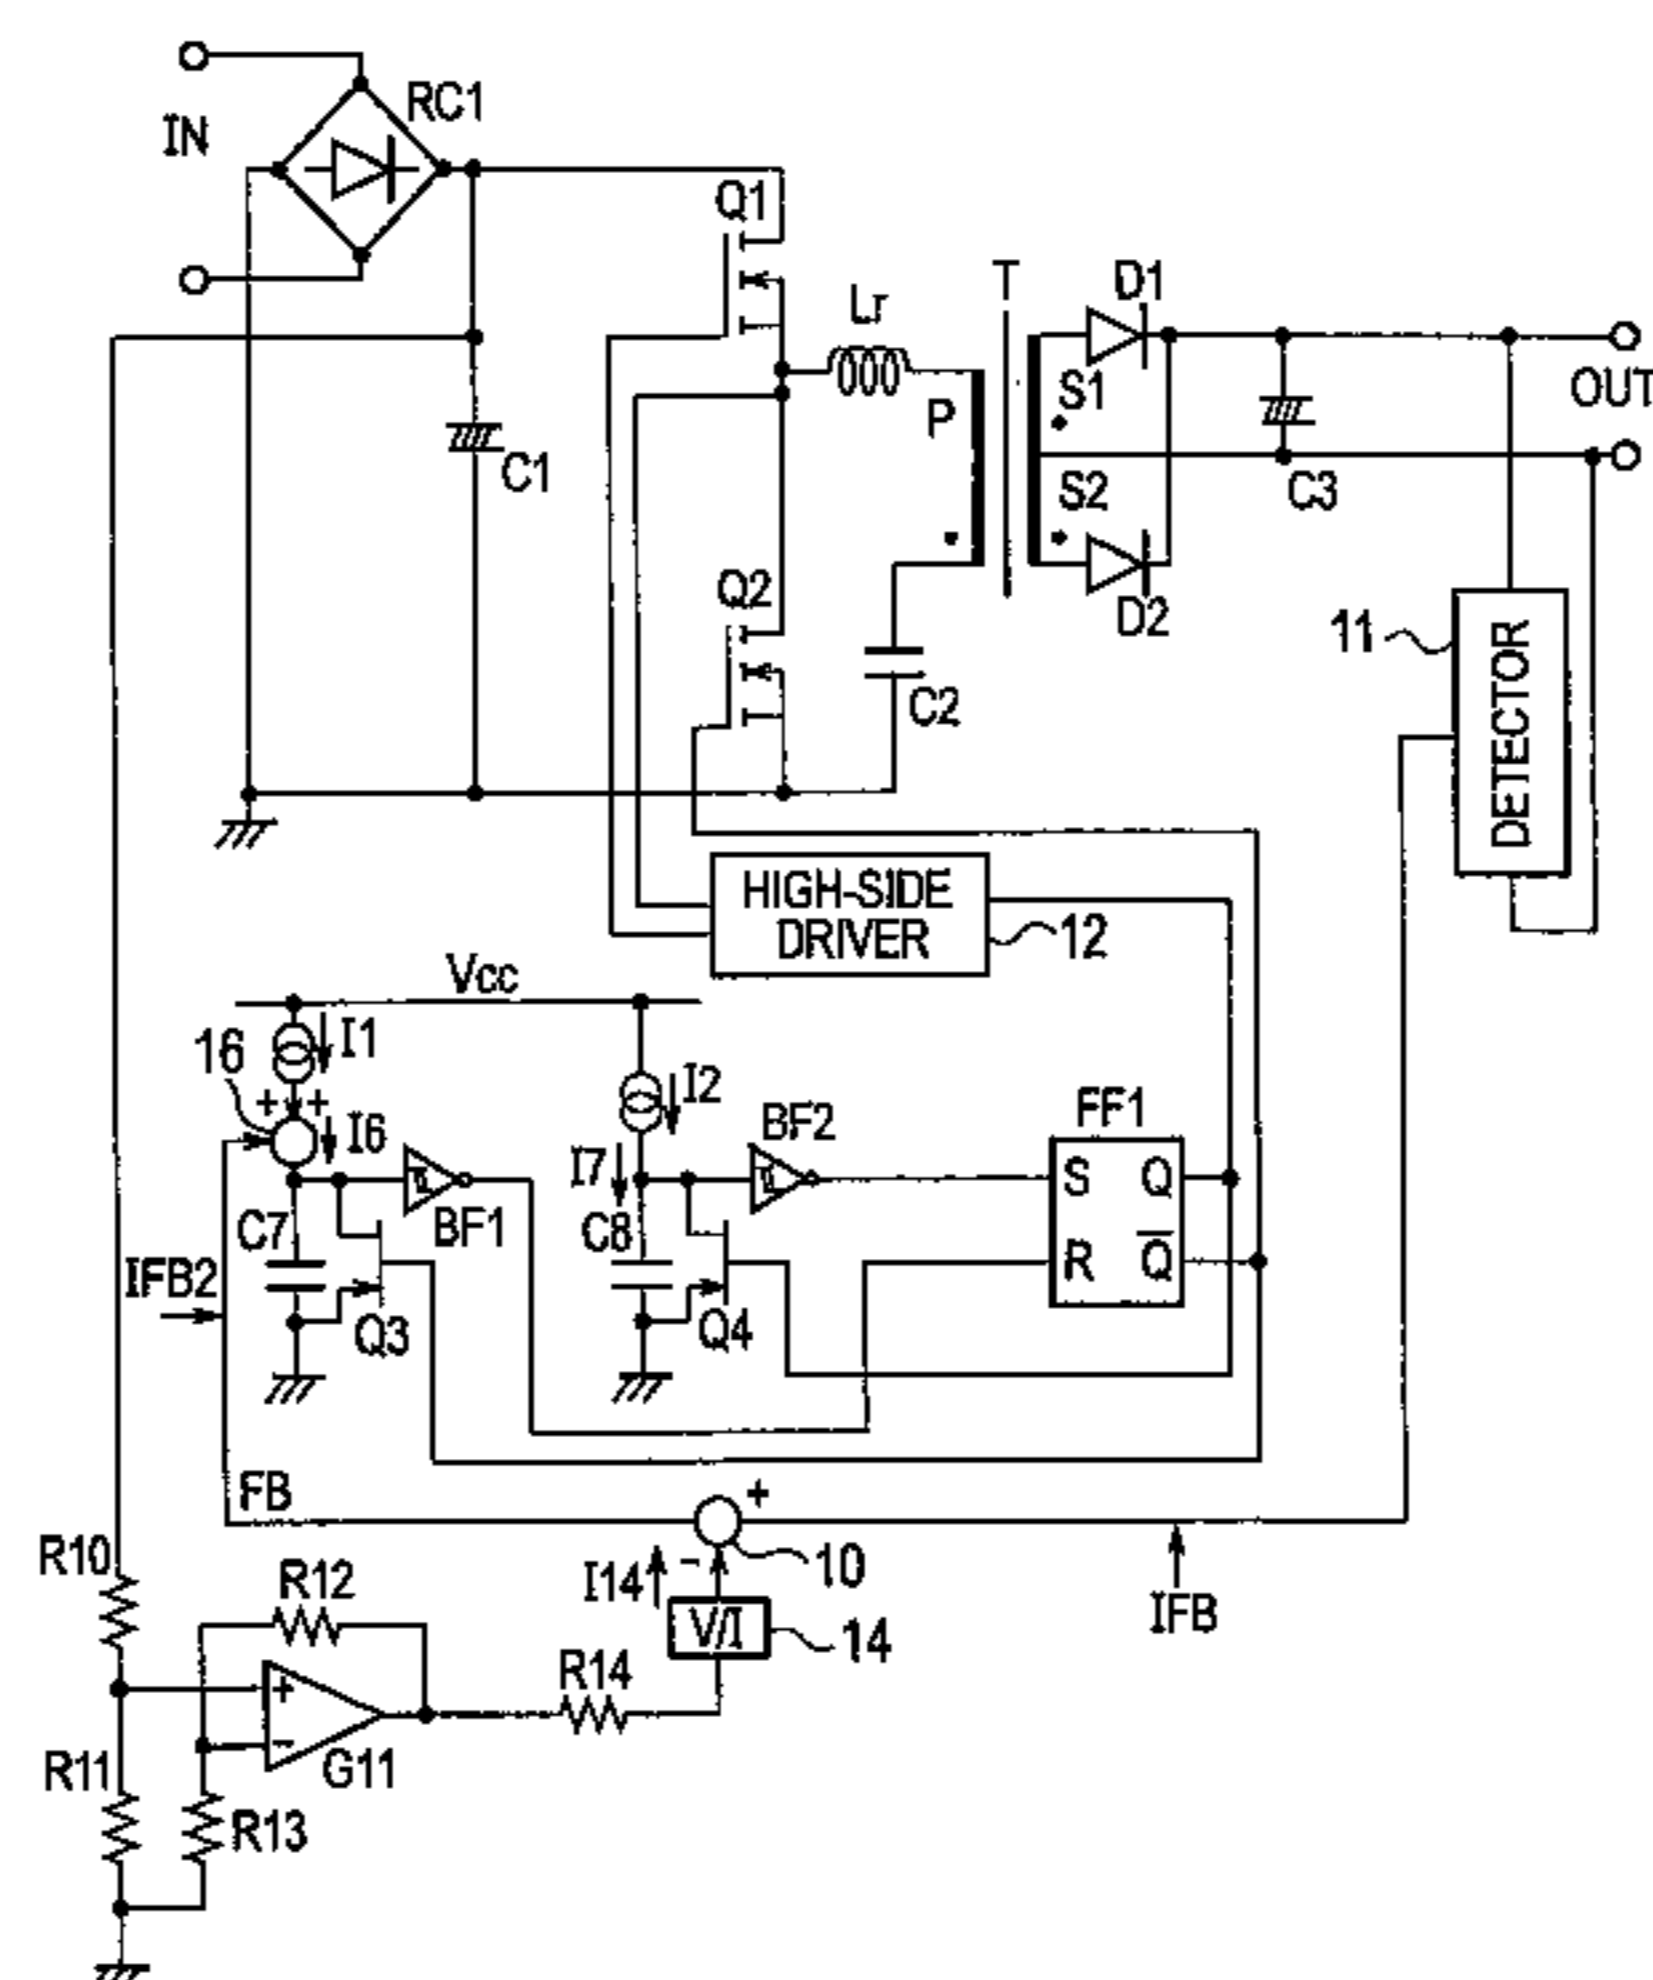 RC1
IN
Q1
T
D1
Lr
S1
OUT
P
C1
S2
C3
Q2
D2
11
DETECTOR
C2
HIGH-SIDE
DRIVER
12
Vcc
I1
16
I2
+ +
I6
BF2
FF1
I7
S Q
C7
BF1
C8
R Q̅
IFB2
Q3
Q4
FB
+
R10
10
R12
I14
-
IFB
V/I
14
R14
+
-
G11
R11
R13